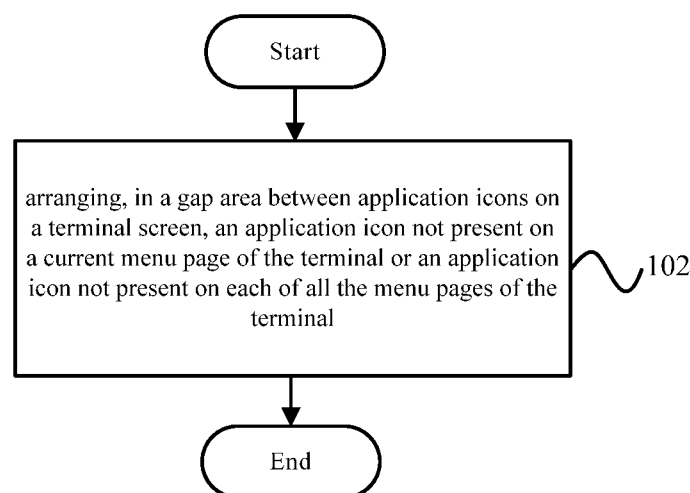 Start
arranging, in a gap area between application icons on
a terminal screen, an application icon not present on
a current menu page of the terminal or an application
icon not present on each of all the menu pages of the
terminal
102
End